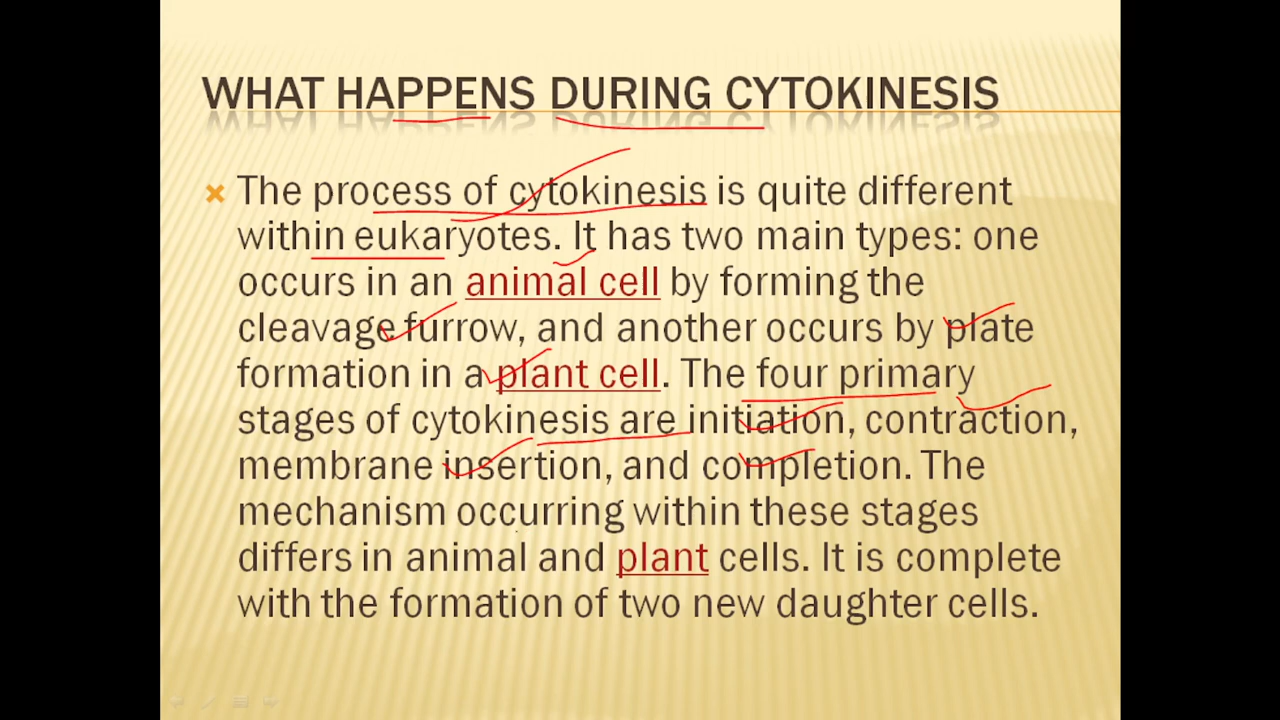 WHAT HAPPENS DURING CYTOKINESIS
The process of cytokinesis is quite different
within eukaryotes. It has two main types: one
occurs in an animal cell by forming the
cleavage furrow, and another occurs by plate
formation in a plant cell. The four primary
stages of cytokinesis are initiation, contraction,
membrane insertion, and completion. The
mechanism occurring within these stages
differs in animal and plant cells. It is complete
with the formation of two new daughter cells.